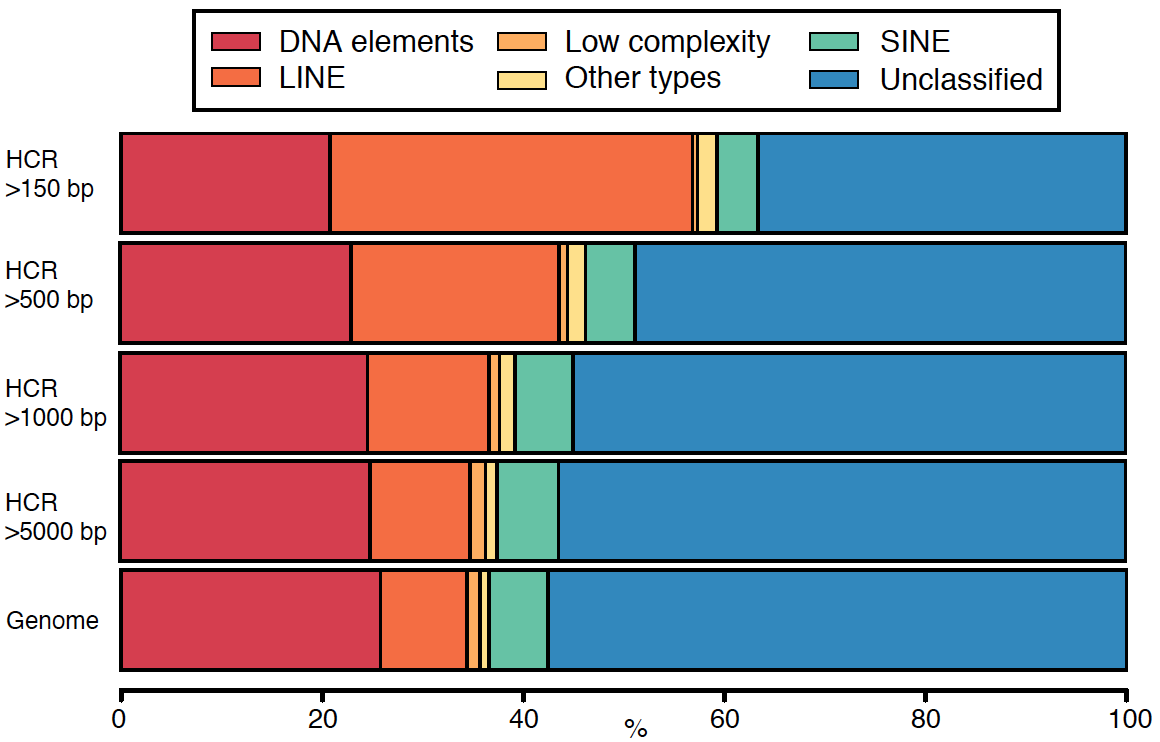 DNA elements
LINE
Low complexity
Other types
SINE
Unclassified
HCR
>150 bp
HCR
>500 bp
HCR
>1000 bp
HCR
>5000 bp
Genome
0 20 40 60 80 100
%